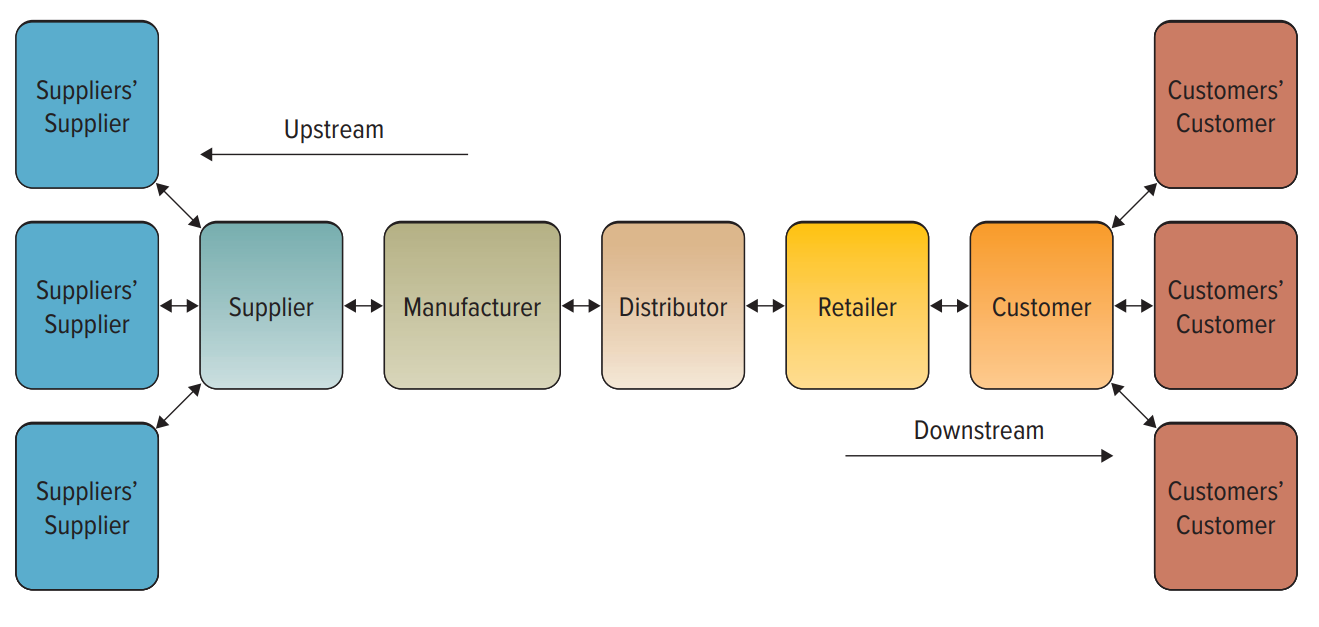 Suppliers’
Supplier
Customers’
Customer
Upstream
Suppliers’
Supplier
Supplier
Manufacturer
Distributor
Retailer
Customer
Customers’
Customer
Downstream
Suppliers’
Supplier
Customers’
Customer